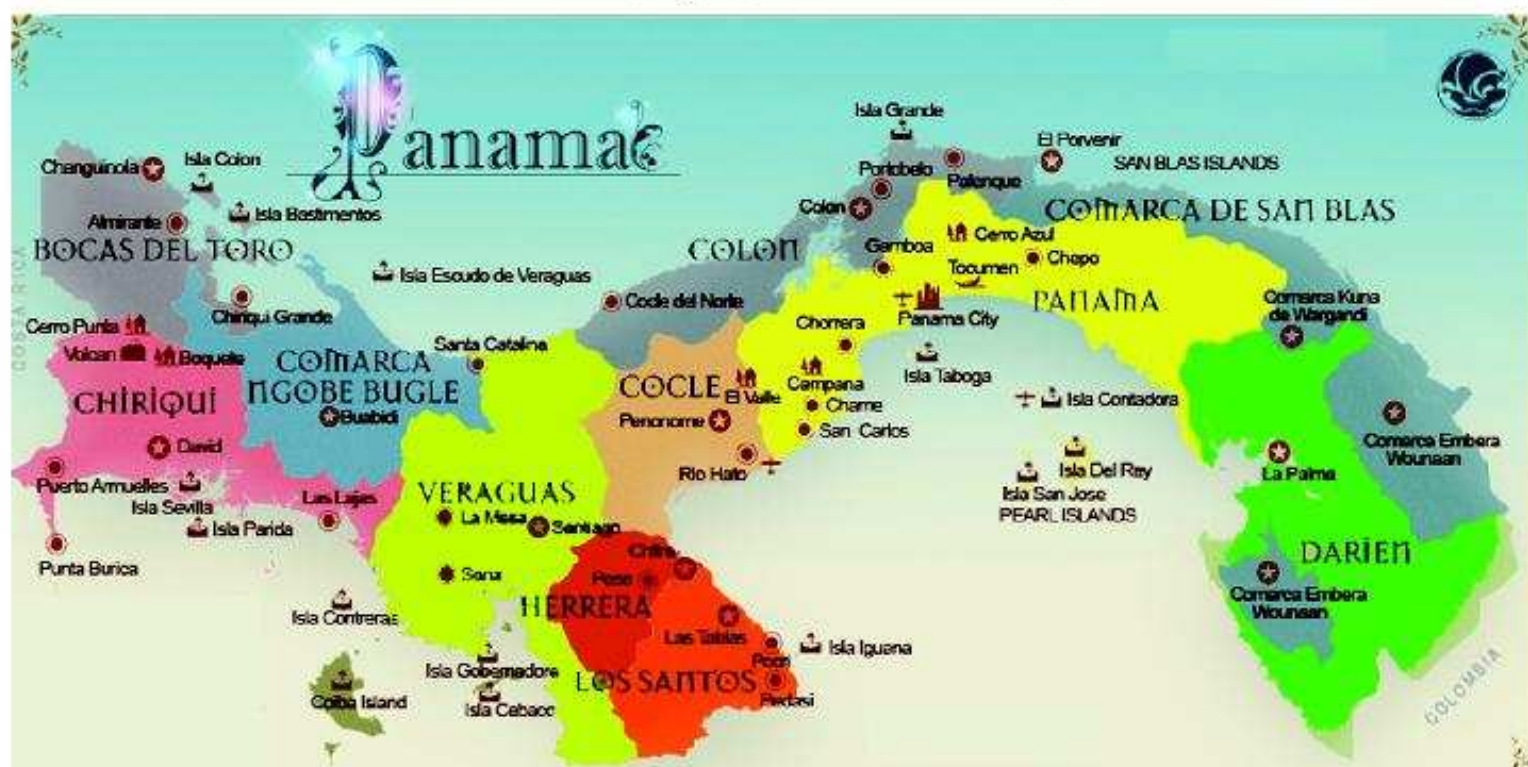 Panama
Isla Grande
El Porvenir
SAN BLAS ISLANDS
Changuinola
Isla Colon
Portobelo
Palenque
Almirante
Isla Bastimentos
Colon
COMARCA DE SAN BLAS
BOCAS DEL TORO
COLON
Gamboa
Cerro Azul
Chepo
Tocumen
Isla Escudo de Veraguas
COSTA RICA
Chiriqui Grande
Cocle del Norte
PANAMA
Comarca Kuna
de Wargandi
Cerro Punta
Panama City
Chorrera
Volcan
Boquete
Santa Catalina
COMARCA
NGOBE BUGLE
Isla Taboga
COCLE
El Valle
Campana
CHIRIQUI
Buabidi
Chame
Isla Contadora
Penonome
San Carlos
David
Comarca Embera
Wounaan
Isla Del Rey
La Palma
Rio Hato
Puerto Armuelles
Isla Sevilla
Las Lajas
VERAGUAS
Isla San Jose
PEARL ISLANDS
Isla Parida
La Mesa
Santiago
Punta Burica
DARIEN
Sona
Comarca Embera
Wounaan
HERRERA
Isla Contreras
Las Tablas
Isla Iguana
Isla Gobernadore
LOS SANTOS
Coiba Island
Isla Cebaco
COLOMBIA